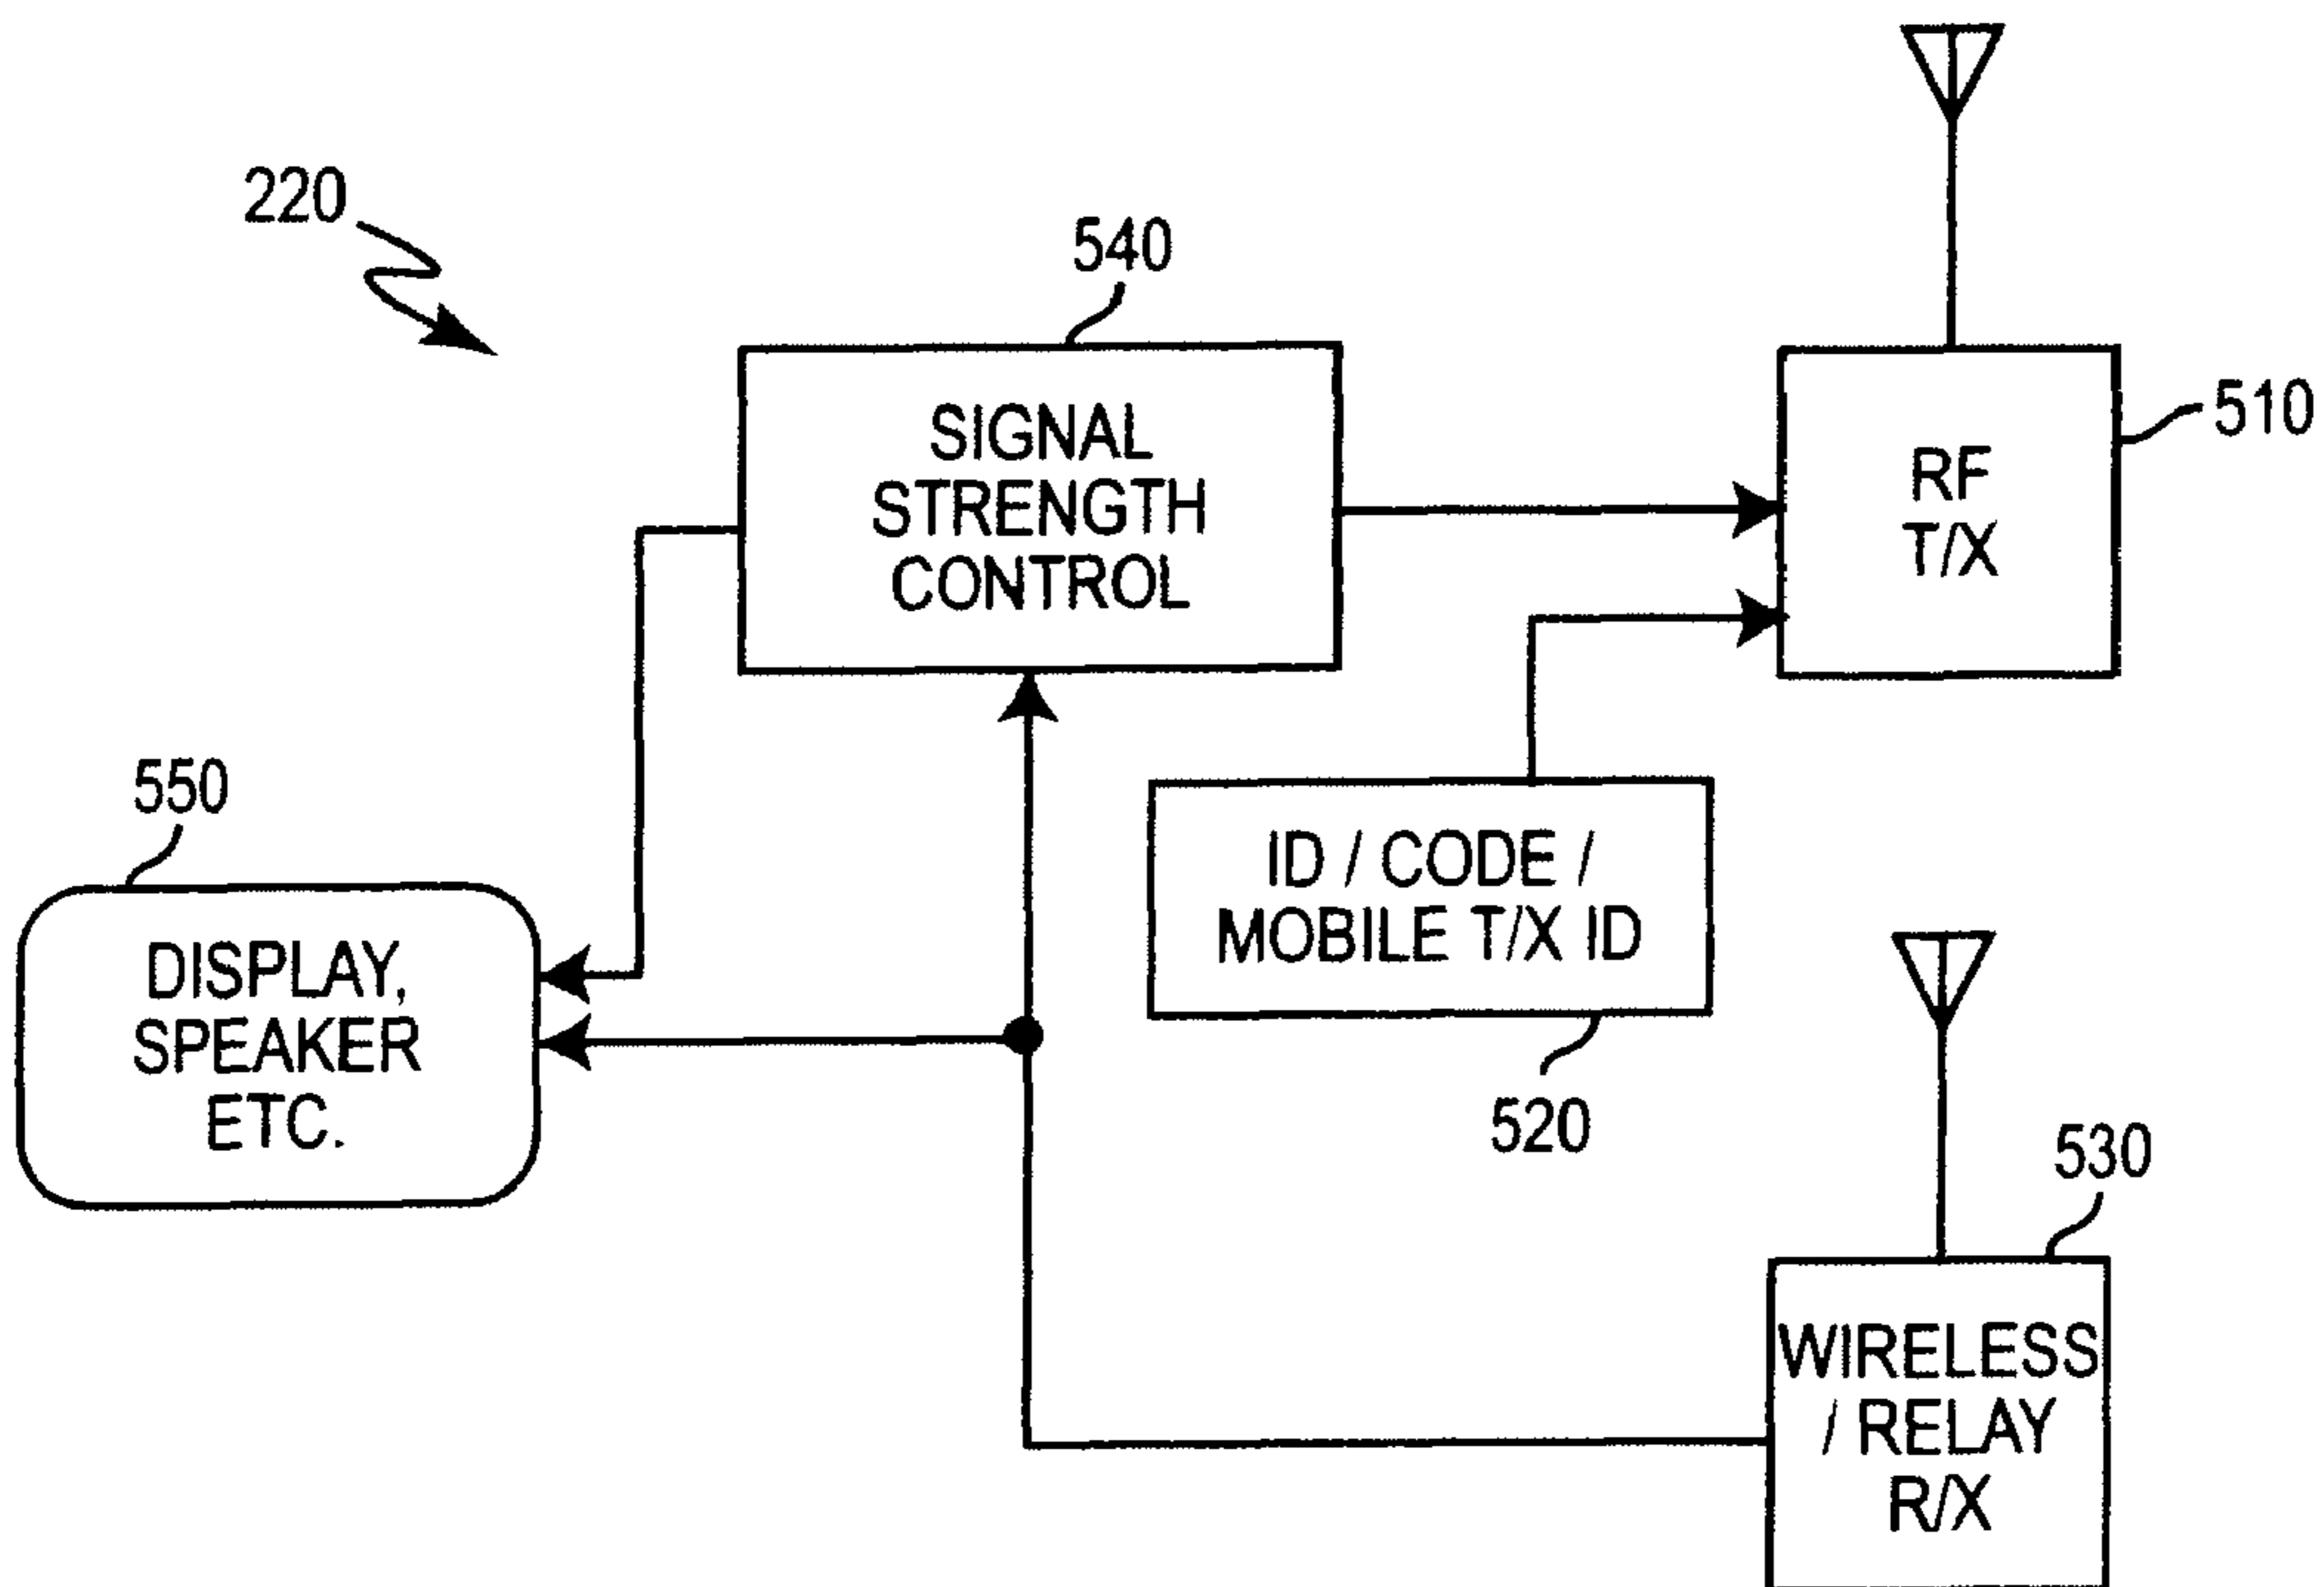 220
540
SIGNAL
STRENGTH
CONTROL
510
RF
T/X
550
DISPLAY,
SPEAKER
ETC.
ID / CODE /
MOBILE T/X ID
520
530
WIRELESS
/ RELAY
R/X